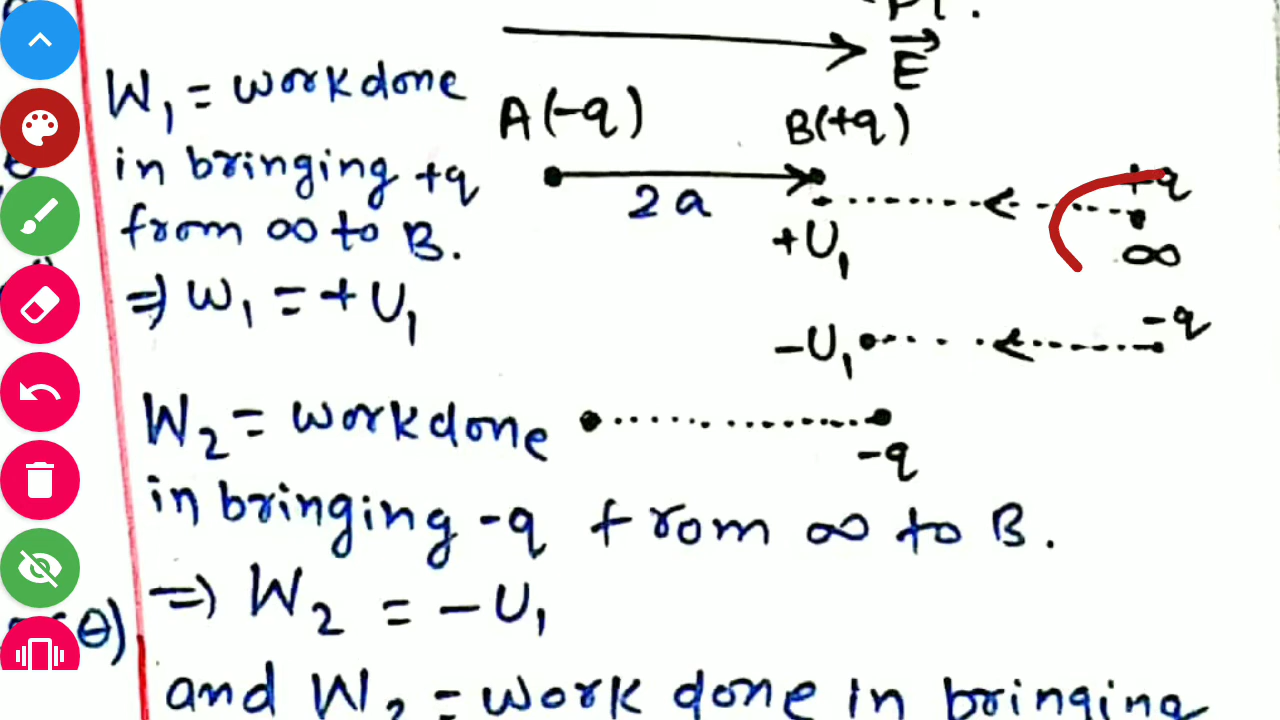 E
W₁ = workdone
in bringing +q
from ∞ to B.
⇒ W₁ = +U₁
A(-q)
B(+q)
2a
+q
∞
+U₁
-q
-U₁
W₂ = workdone
-q
in bringing -q from ∞ to B.
⇒ W₂ = -U₁
θ)
and W₃ = work done in bringing